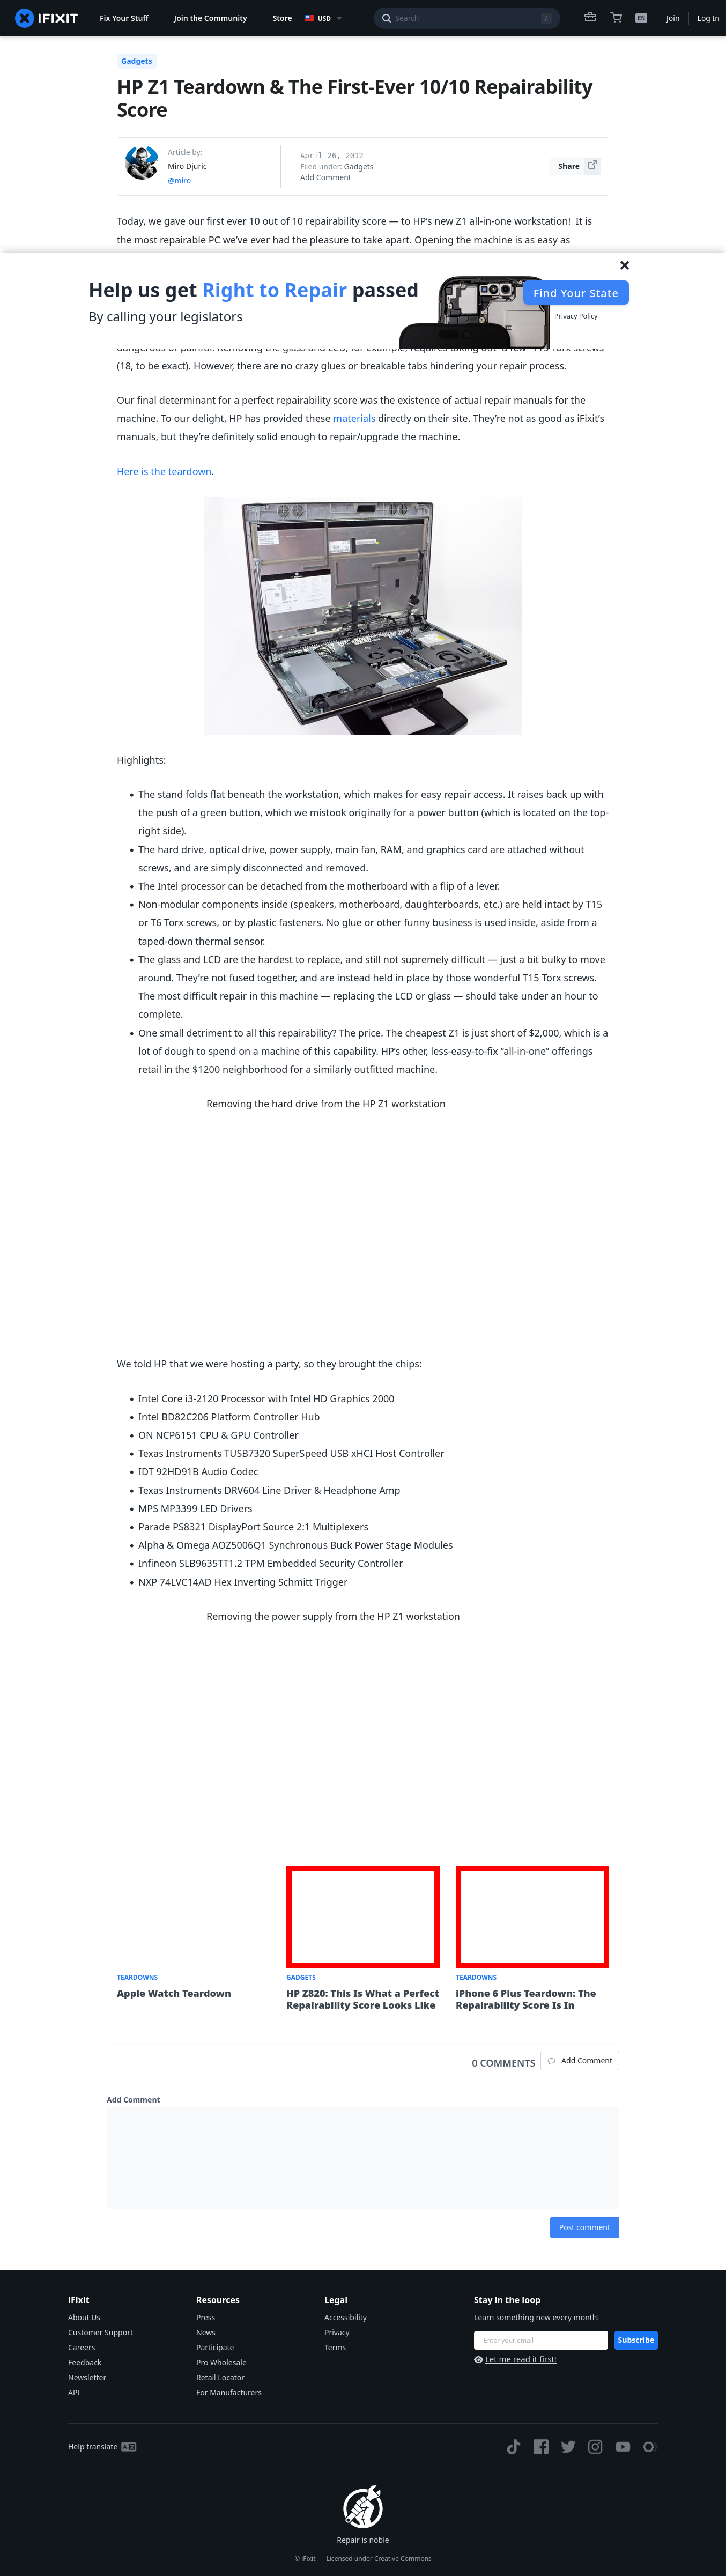 IFIXIT
Fix Your Stuff
Join the Community
Store
USD
Search
/
EN
Join
Log In
Gadgets
HP Z1 Teardown & The First-Ever 10/10 Repairability
Score
Article by:
Miro Djuric
@miro
April 26, 2012
Filed under: Gadgets
Add Comment
Share
Today, we gave our first ever 10 out of 10 repairability score — to HP’s new Z1 all-in-one workstation!  It is
the most repairable PC we’ve ever had the pleasure to take apart. Opening the machine is as easy as
Help us get Right to Repair passed
By calling your legislators
Find Your State
Privacy Policy
dangerous or painful. Removing the glass and LCD, for example, requires taking out “a few” T15 Torx screws
(18, to be exact). However, there are no crazy glues or breakable tabs hindering your repair process.
Our final determinant for a perfect repairability score was the existence of actual repair manuals for the
machine. To our delight, HP has provided these materials directly on their site. They’re not as good as iFixit’s
manuals, but they’re definitely solid enough to repair/upgrade the machine.
Here is the teardown.
Highlights:
The stand folds flat beneath the workstation, which makes for easy repair access. It raises back up with
the push of a green button, which we mistook originally for a power button (which is located on the top-
right side).
The hard drive, optical drive, power supply, main fan, RAM, and graphics card are attached without
screws, and are simply disconnected and removed.
The Intel processor can be detached from the motherboard with a flip of a lever.
Non-modular components inside (speakers, motherboard, daughterboards, etc.) are held intact by T15
or T6 Torx screws, or by plastic fasteners. No glue or other funny business is used inside, aside from a
taped-down thermal sensor.
The glass and LCD are the hardest to replace, and still not supremely difficult — just a bit bulky to move
around. They’re not fused together, and are instead held in place by those wonderful T15 Torx screws.
The most difficult repair in this machine — replacing the LCD or glass — should take under an hour to
complete.
One small detriment to all this repairability? The price. The cheapest Z1 is just short of $2,000, which is a
lot of dough to spend on a machine of this capability. HP’s other, less-easy-to-fix “all-in-one” offerings
retail in the $1200 neighborhood for a similarly outfitted machine.
Removing the hard drive from the HP Z1 workstation
We told HP that we were hosting a party, so they brought the chips:
Intel Core i3-2120 Processor with Intel HD Graphics 2000
Intel BD82C206 Platform Controller Hub
ON NCP6151 CPU & GPU Controller
Texas Instruments TUSB7320 SuperSpeed USB xHCI Host Controller
IDT 92HD91B Audio Codec
Texas Instruments DRV604 Line Driver & Headphone Amp
MPS MP3399 LED Drivers
Parade PS8321 DisplayPort Source 2:1 Multiplexers
Alpha & Omega AOZ5006Q1 Synchronous Buck Power Stage Modules
Infineon SLB9635TT1.2 TPM Embedded Security Controller
NXP 74LVC14AD Hex Inverting Schmitt Trigger
Removing the power supply from the HP Z1 workstation
TEARDOWNS
Apple Watch Teardown
GADGETS
HP Z820: This Is What a Perfect
Repairability Score Looks Like
TEARDOWNS
iPhone 6 Plus Teardown: The
Repairability Score Is In
0 COMMENTS
Add Comment
Add Comment
Post comment
iFixit
About Us
Customer Support
Careers
Feedback
Newsletter
API
Resources
Press
News
Participate
Pro Wholesale
Retail Locator
For Manufacturers
Legal
Accessibility
Privacy
Terms
Stay in the loop
Learn something new every month!
Enter your email
Subscribe
Let me read it first!
Help translate
Repair is noble
© iFixit — Licensed under Creative Commons